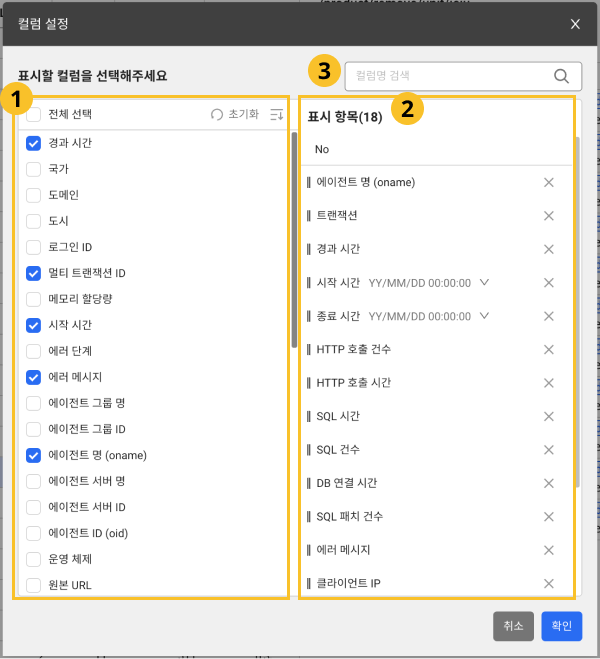 컬럼 설정
표시할 컬럼을 선택해주세요
3
컬럼명 검색
1
전체 선택
초기화
경과 시간
국가
도메인
도시
로그인 ID
멀티 트랜잭션 ID
메모리 할당량
시작 시간
에러 단계
에러 메시지
에이전트 그룹 명
에이전트 그룹 ID
에이전트 명 (oname)
에이전트 서버 명
에이전트 서버 ID
에이전트 ID (oid)
운영 체제
원본 URL
표시 항목(18)
2
No
에이전트 명 (oname)
트랜잭션
경과 시간
시작 시간 YY/MM/DD 00:00:00
종료 시간 YY/MM/DD 00:00:00
HTTP 호출 건수
HTTP 호출 시간
SQL 시간
SQL 건수
DB 연결 시간
SQL 패치 건수
에러 메시지
클라이언트 IP
취소
확인